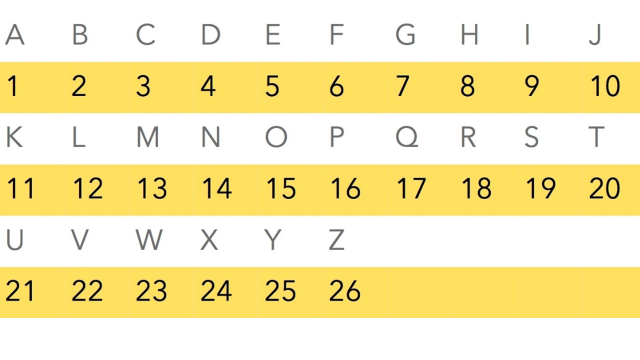 A B C D E F G H I J
1 2 3 4 5 6 7 8 9 10
K L M N O P Q R S T
11 12 13 14 15 16 17 18 19 20
U V W X Y Z
21 22 23 24 25 26